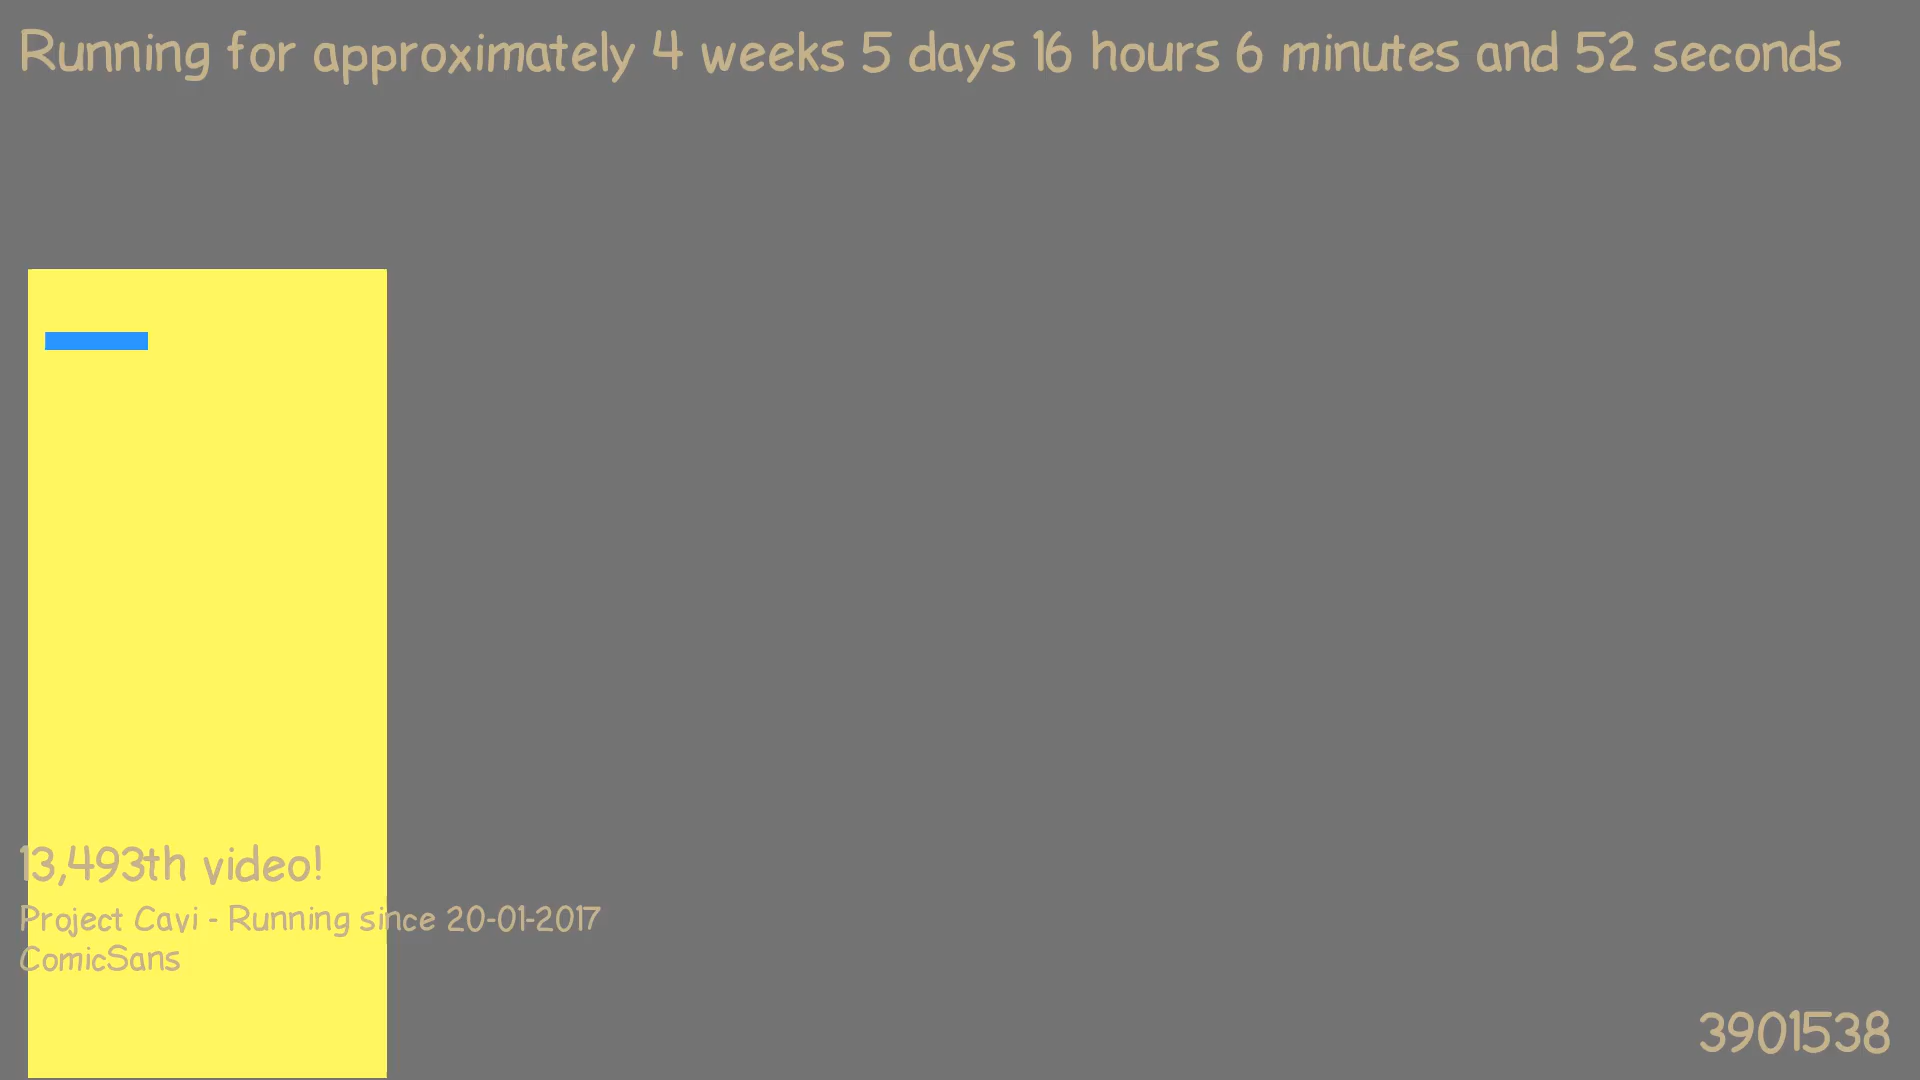 Running for approximately 4 weeks 5 days 16 hours 6 minutes and 52 seconds
13,493th video!
Project Cavi - Running since 20-01-2017
ComicSans
3901538